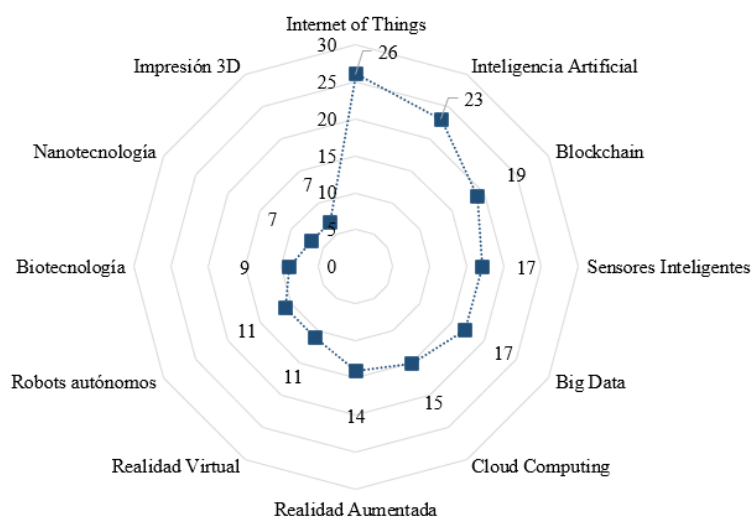 Internet of Things
30
26
Impresión 3D
Inteligencia Artificial
25
23
20
Nanotecnología
Blockchain
15
19
7
10
7
5
Biotecnología
9
0
17
Sensores Inteligentes
11
17
Robots autónomos
11
15
Big Data
14
Realidad Virtual
Cloud Computing
Realidad Aumentada